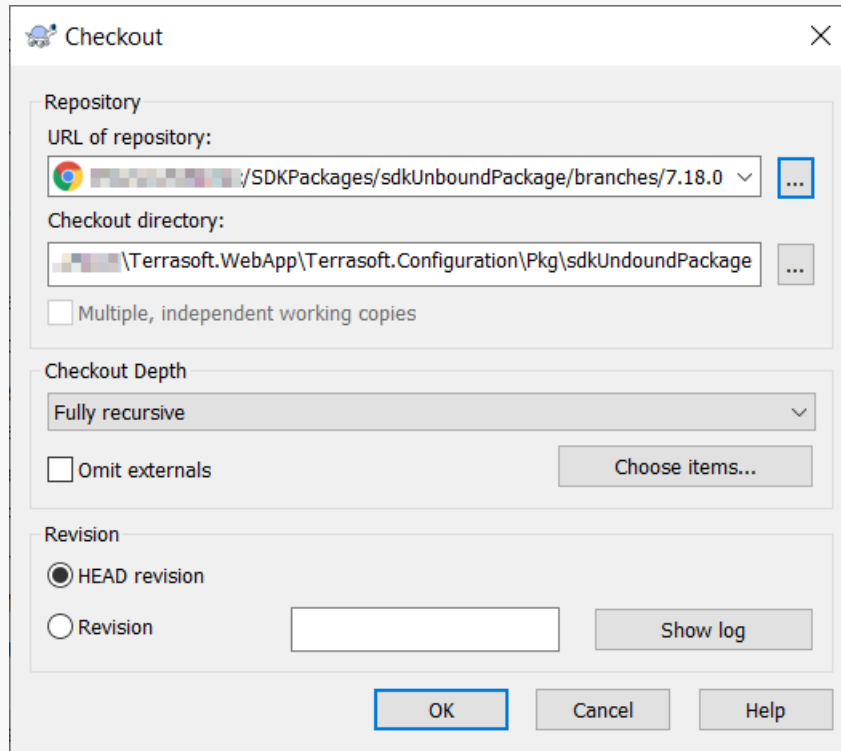 Checkout
Repository
URL of repository:
:/SDKPackages/sdkUnboundPackage/branches/7.18.0
...
Checkout directory:
\Terrasoft.WebApp\Terrasoft.Configuration\Pkg\sdkUndoundPackage
...
Multiple, independent working copies
Checkout Depth
Fully recursive
Omit externals
Choose items...
Revision
HEAD revision
Revision
Show log
OK
Cancel
Help